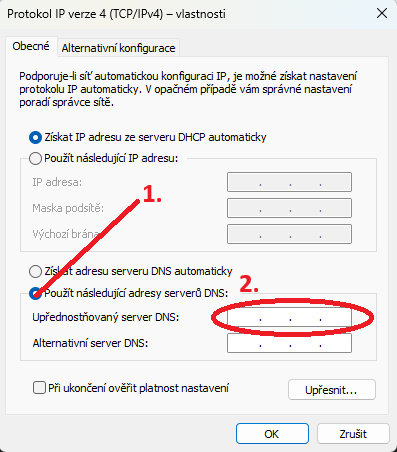 Protokol IP verze 4 (TCP/IPv4) – vlastnosti
Obecné
Alternativní konfigurace
Podporuje-li síť automatickou konfiguraci IP, je možné získat nastavení
protokolu IP automaticky. V opačném případě vám správné nastavení
poradí správce sítě.
Získat IP adresu ze serveru DHCP automaticky
Použít následující IP adresu:
IP adresa:
1.
Maska podsítě:
Výchozí brána:
Získat adresu serveru DNS automaticky
2.
Použít následující adresy serverů DNS:
Upřednostňovaný server DNS:
Alternativní server DNS:
Při ukončení ověřit platnost nastavení
Upřesnit...
OK
Zrušit